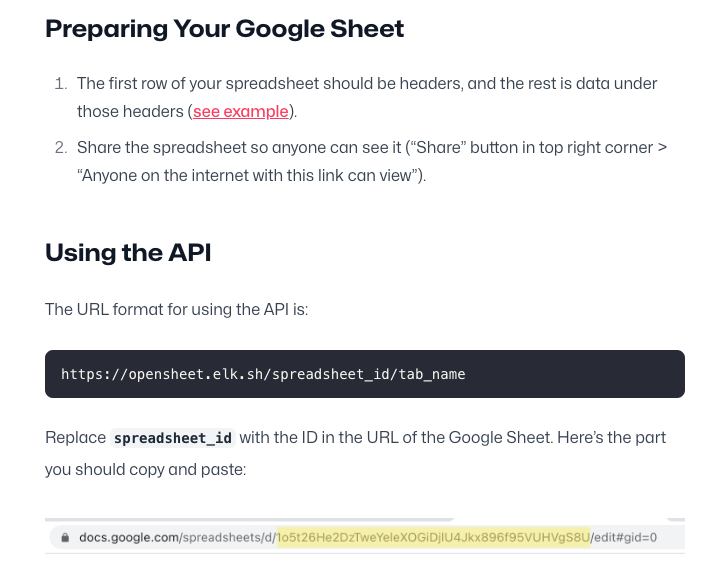 Preparing Your Google Sheet
1. The first row of your spreadsheet should be headers, and the rest is data under
those headers (see example).
2. Share the spreadsheet so anyone can see it (“Share” button in top right corner >
“Anyone on the internet with this link can view”).
Using the API
The URL format for using the API is:
https://opensheet.elk.sh/spreadsheet_id/tab_name
Replace spreadsheet_id with the ID in the URL of the Google Sheet. Here’s the part
you should copy and paste:
docs.google.com/spreadsheets/d/1o5t26He2DzTweYeleXOGiDjIU4Jkx896f95VUHVgS8U/edit#gid=0